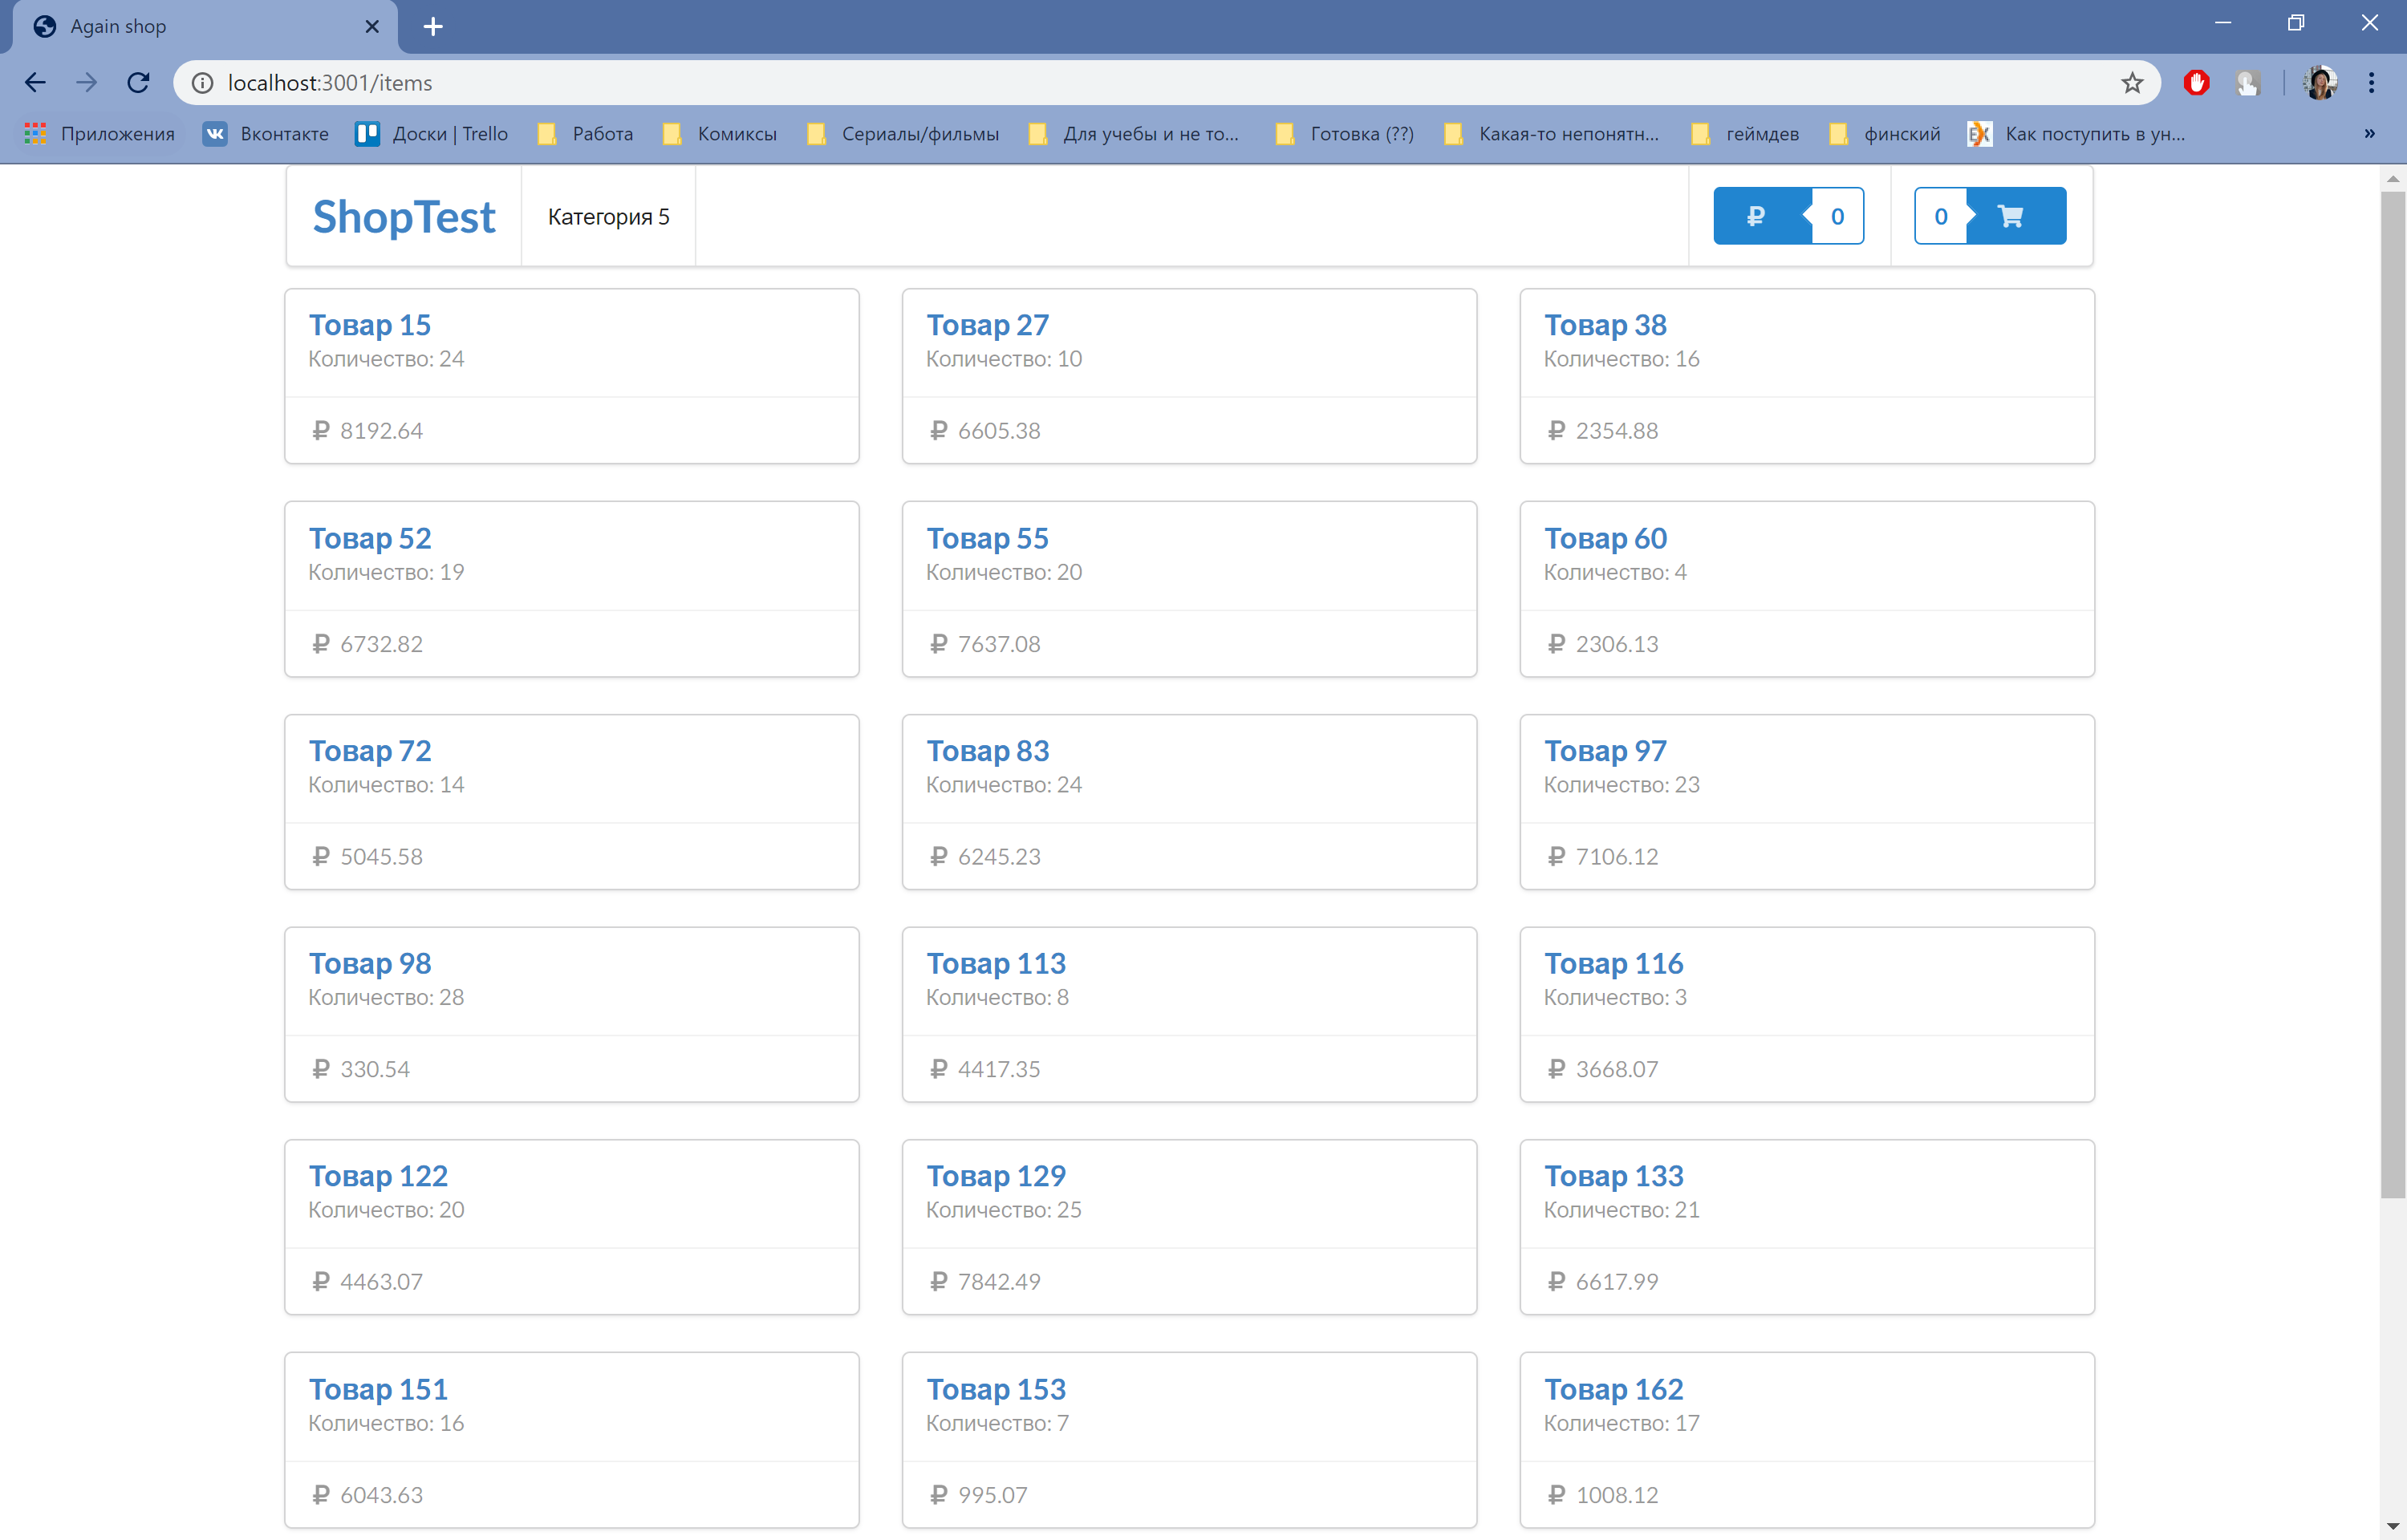 Again shop
localhost:3001/items
Приложения Вконтакте Доски | Trello Работа Комиксы Сериалы/фильмы Для учебы и не то... Готовка (??) Какая-то непонятн... геймдев финский Как поступить в ун... »
ShopTest Категория 5 ₽ 0 0
Товар 15 Товар 27 Товар 38
Количество: 24 Количество: 10 Количество: 16
₽ 8192.64 ₽ 6605.38 ₽ 2354.88
Товар 52 Товар 55 Товар 60
Количество: 19 Количество: 20 Количество: 4
₽ 6732.82 ₽ 7637.08 ₽ 2306.13
Товар 72 Товар 83 Товар 97
Количество: 14 Количество: 24 Количество: 23
₽ 5045.58 ₽ 6245.23 ₽ 7106.12
Товар 98 Товар 113 Товар 116
Количество: 28 Количество: 8 Количество: 3
₽ 330.54 ₽ 4417.35 ₽ 3668.07
Товар 122 Товар 129 Товар 133
Количество: 20 Количество: 25 Количество: 21
₽ 4463.07 ₽ 7842.49 ₽ 6617.99
Товар 151 Товар 153 Товар 162
Количество: 16 Количество: 7 Количество: 17
₽ 6043.63 ₽ 995.07 ₽ 1008.12